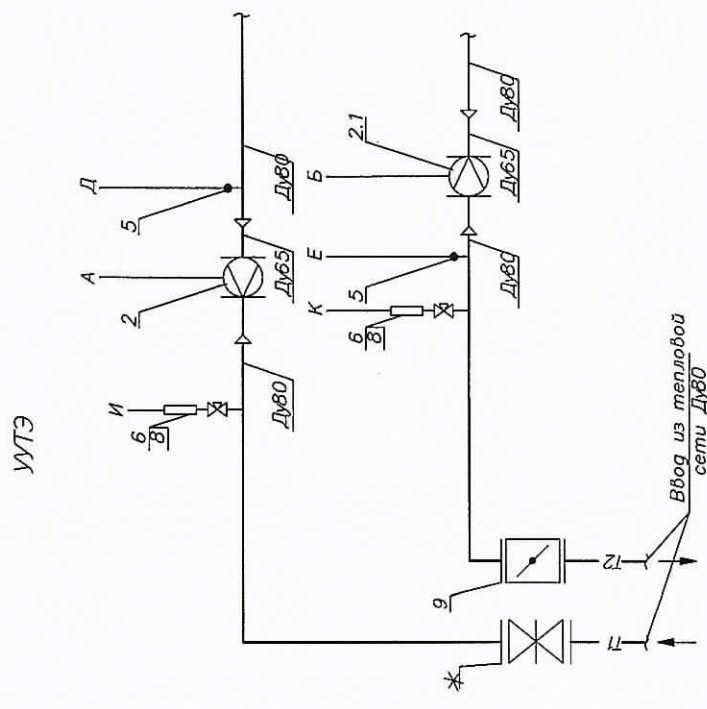 УУТЭ
И
6
8
Ду80
2
А
Ду65
5
Д
Ду80
К
6
8
5
Е
Ду80
Б
2.1
Ду65
Ду80
Ж
9
Т1
Т2
Ввод из тепловой
сети Ду80